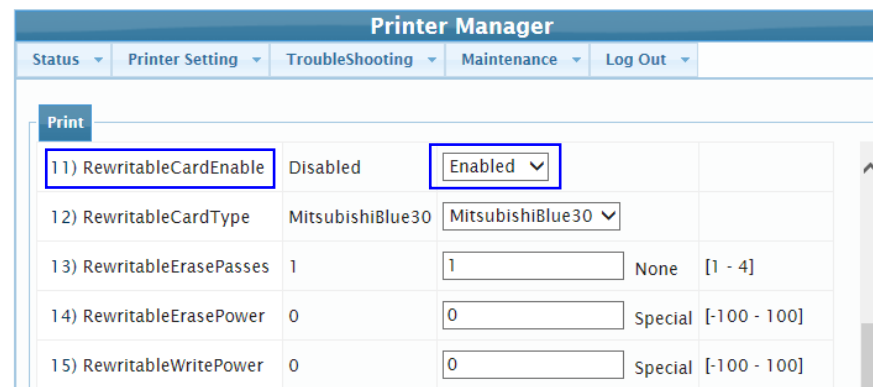 Printer Manager
Status Printer Setting TroubleShooting Maintenance Log Out
Print
11) RewritableCardEnable Disabled Enabled
12) RewritableCardType MitsubishiBlue30 MitsubishiBlue30
13) RewritableErasePasses 1 1 None [1 - 4]
14) RewritableErasePower 0 0 Special [-100 - 100]
15) RewritableWritePower 0 0 Special [-100 - 100]